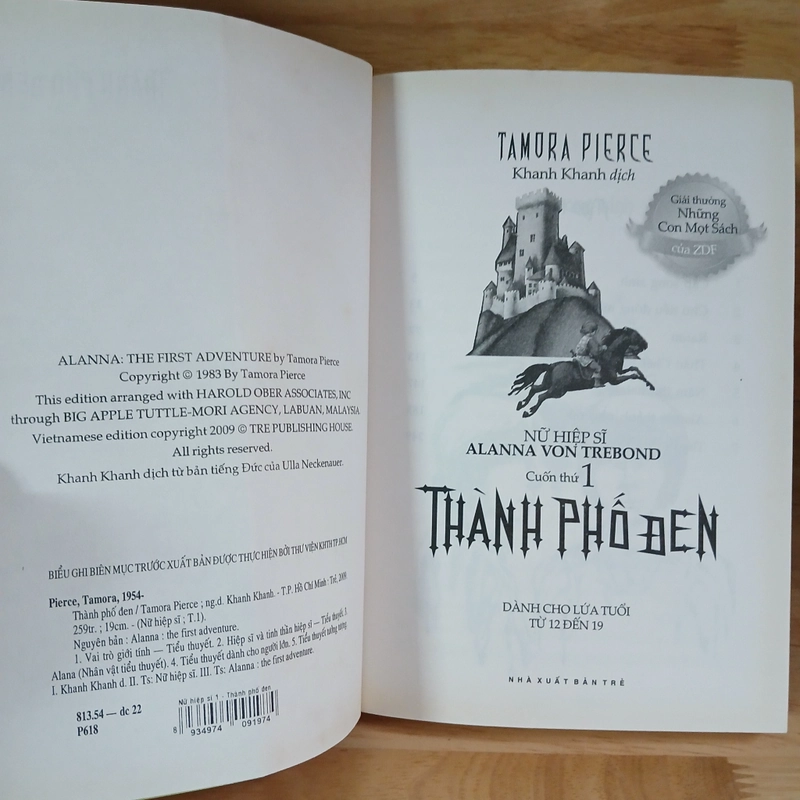 ALANNA: THE FIRST ADVENTURE by Tamora Pierce
Copyright © 1983 By Tamora Pierce
This edition arranged with HAROLD OBER ASSOCIATES, INC
through BIG APPLE TUTTLE-MORI AGENCY, LABUAN, MALAYSIA.
Vietnamese edition copyright 2009 © TRE PUBLISHING HOUSE.
All rights reserved.
Khanh Khanh dịch từ bản tiếng Đức của Ulla Neckenauer.
BIỂU GHI BIÊN MỤC TRƯỚC XUẤT BẢN ĐƯỢC THỰC HIỆN BỞI THƯ VIỆN KHTH TP.HCM
Pierce, Tamora, 1954-
Thành phố đen / Tamora Pierce ; ng.d. Khanh Khanh. - T.P. Hồ Chí Minh : Trẻ, 2009.
259tr. ; 19cm. - (Nữ hiệp sĩ ; T.1).
Nguyên bản : Alanna : the first adventure.
1. Vai trò giới tính — Tiểu thuyết. 2. Hiệp sĩ và tinh thần hiệp sĩ — Tiểu thuyết. 3.
Alana (Nhân vật tiểu thuyết). 4. Tiểu thuyết dành cho người lớn. 5. Tiểu thuyết tưởng tượng.
I. Khanh Khanh d. II. Ts: Nữ hiệp sĩ. III. Ts: Alanna : the first adventure.
813.54 — dc 22
P618
Nữ hiệp sĩ 1 - Thành phố đen
8 934974 091974
TAMORA PIERCE
Khanh Khanh dịch
Giải thưởng
Những
Con Mọt Sách
của ZDF
NỮ HIỆP SĨ
ALANNA VON TREBOND
Cuốn thứ 1
THÀNH PHỐ ĐEN
DÀNH CHO LỨA TUỔI
TỪ 12 ĐẾN 19
NHÀ XUẤT BẢN TRẺ